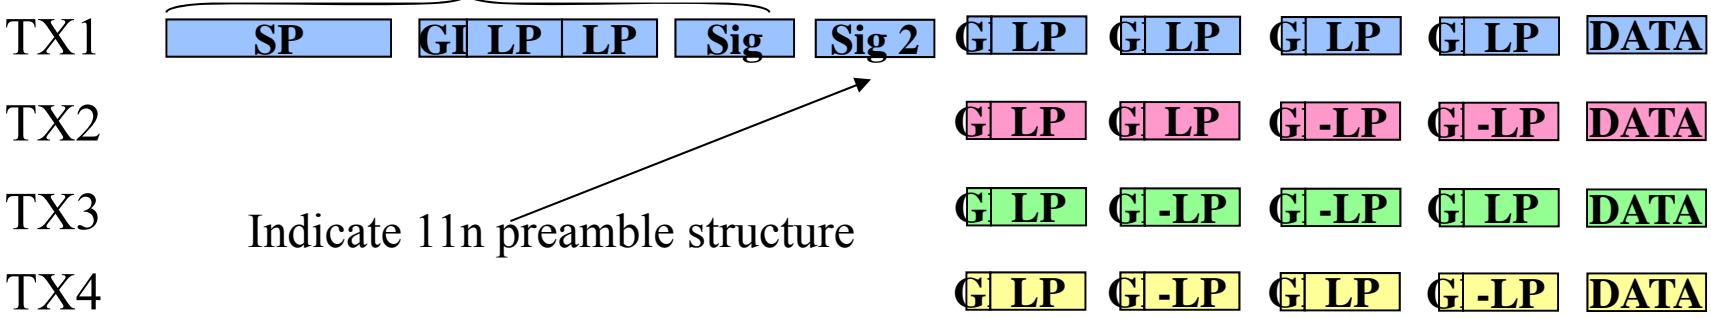 TX1 SP GI LP LP Sig Sig 2 G LP G LP G LP G LP DATA
TX2 G LP G LP G -LP G -LP DATA
TX3 G LP G -LP G -LP G LP DATA
Indicate 11n preamble structure
TX4 G LP G -LP G LP G -LP DATA